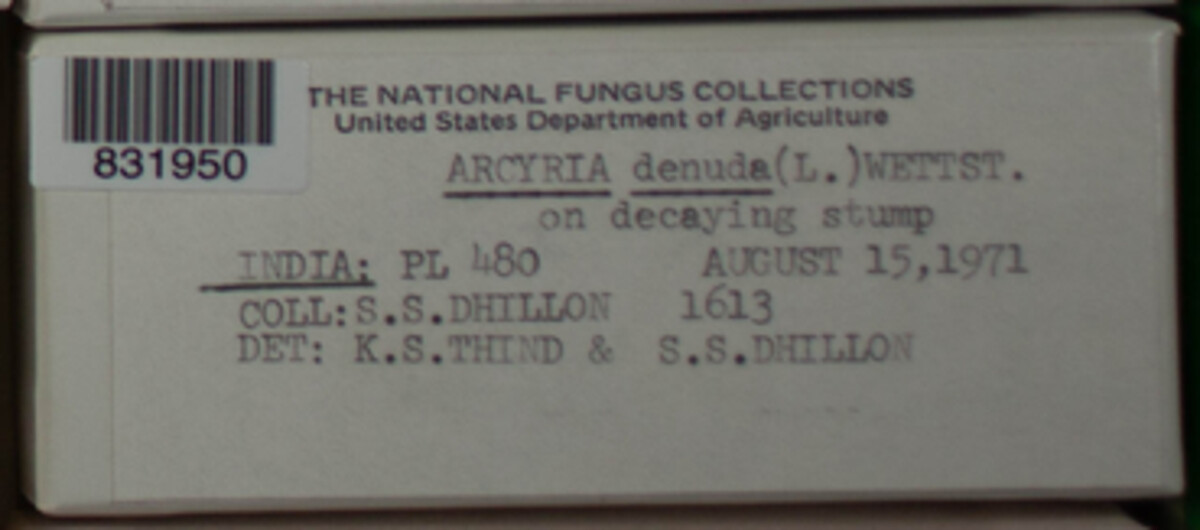 831950
THE NATIONAL FUNGUS COLLECTIONS
United States Department of Agriculture
ARCYRIA denuda(L.)WETTST.
on decaying stump
INDIA: PL 480 AUGUST 15,1971
COLL:S.S.DHILLON 1613
DET: K.S.THIND & S.S.DHILLON